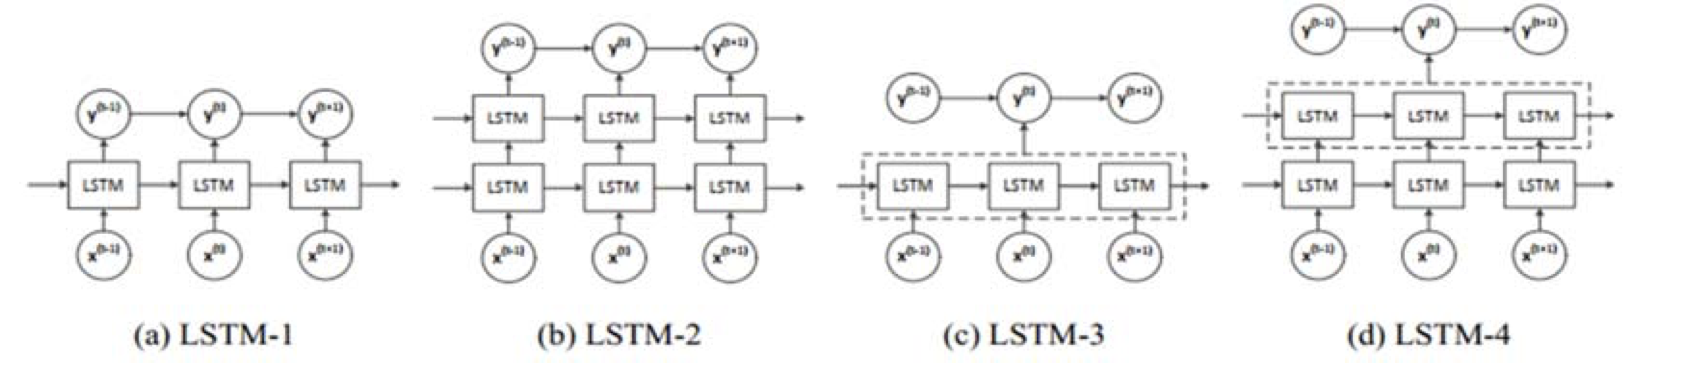 y(t-1) y(t) y(t+1)
LSTM LSTM LSTM
x(t-1) x(t) x(t+1)
(a) LSTM-1
y(t-1) y(t) y(t+1)
LSTM LSTM LSTM
LSTM LSTM LSTM
x(t-1) x(t) x(t+1)
(b) LSTM-2
y(t-1) y(t) y(t+1)
LSTM LSTM LSTM
x(t-1) x(t) x(t+1)
(c) LSTM-3
y(t-1) y(t) y(t+1)
LSTM LSTM LSTM
LSTM LSTM LSTM
x(t-1) x(t) x(t+1)
(d) LSTM-4